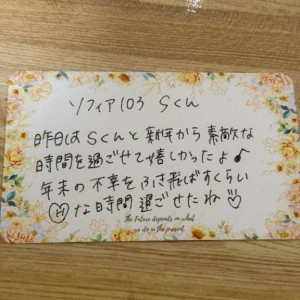 ソフィア103 Sくん
昨日はSくんと新年から素敵な
時間を過ごせて嬉しかったよ♪
年末の不幸をふき飛ばすくらい
Hな時間過ごせたね♡
The Future depends on what
we do in the present.